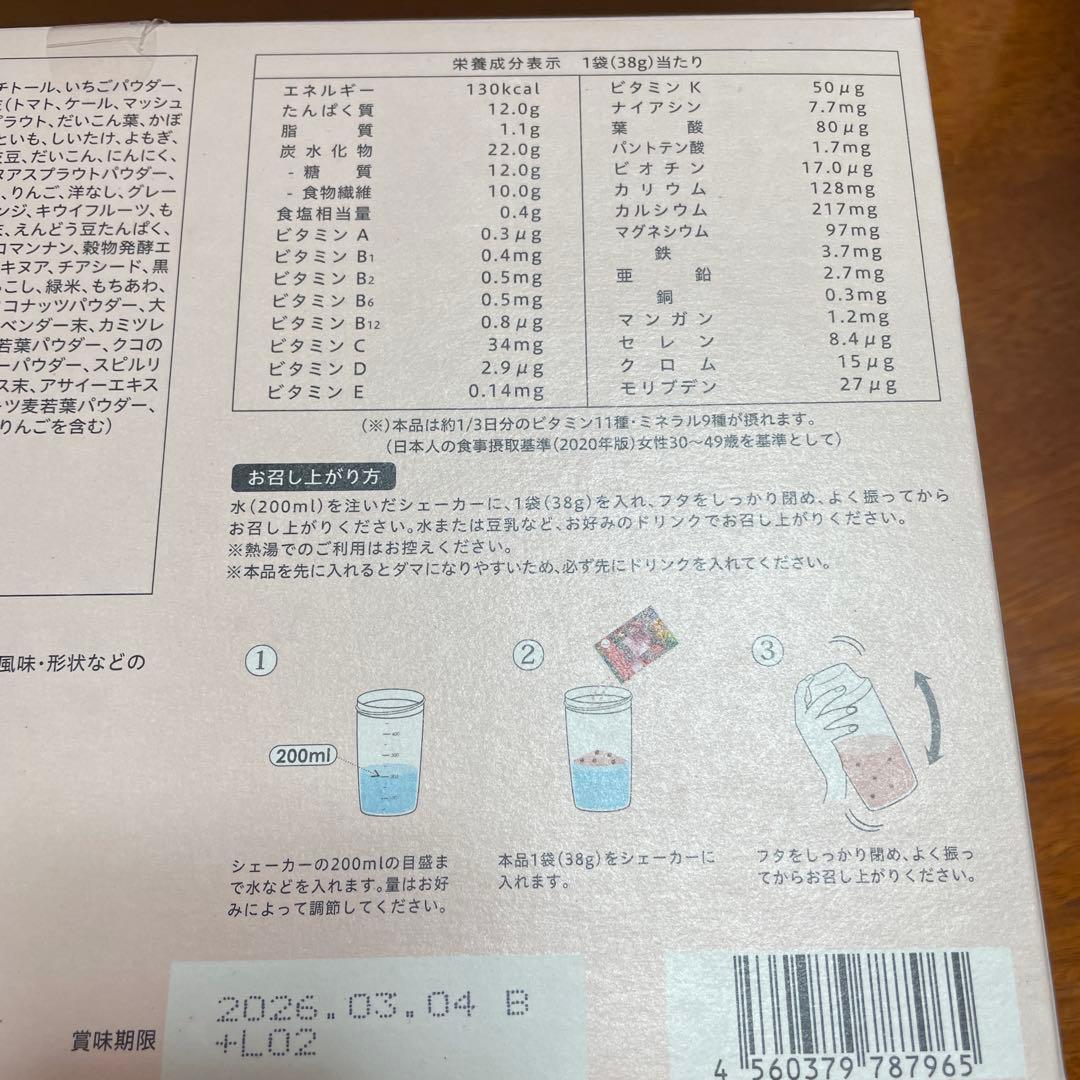 チトール、いちごパウダー、
(トマト、ケール、マッシュ
プラウト、だいこん葉、かぼ
といも、しいたけ、よもぎ、
豆、だいこん、にんにく、
アスプラウトパウダー、
、りんご、洋なし、グレー
ンジ、キウイフルーツ、も
、えんどう豆たんぱく、
コマンナン、穀物発酵エ
キヌア、チアシード、黒
こし、緑米、もちあわ、
ココナッツパウダー、大
ベンダー末、カミツレ
若葉パウダー、クコの
ーパウダー、スピルリ
ス末、アサイーエキス
ーツ麦若葉パウダー、
りんごを含む)
風味・形状などの
栄養成分表示 1袋(38g)当たり
エネルギー 130kcal
たんぱく質 12.0g
脂質 1.1g
炭水化物 22.0g
- 糖質 12.0g
- 食物繊維 10.0g
食塩相当量 0.4g
ビタミン A 0.3μg
ビタミン B1 0.4mg
ビタミン B2 0.5mg
ビタミン B6 0.5mg
ビタミン B12 0.8μg
ビタミン C 34mg
ビタミン D 2.9μg
ビタミン E 0.14mg
ビタミン K 50μg
ナイアシン 7.7mg
葉酸 80μg
パントテン酸 1.7mg
ビオチン 17.0μg
カリウム 128mg
カルシウム 217mg
マグネシウム 97mg
鉄 3.7mg
亜鉛 2.7mg
銅 0.3mg
マンガン 1.2mg
セレン 8.4μg
クロム 15μg
モリブデン 27μg
(※)本品は約1/3日分のビタミン11種・ミネラル9種が摂れます。
(日本人の食事摂取基準(2020年版)女性30〜49歳を基準として)
お召し上がり方
水(200ml)を注いだシェーカーに、1袋(38g)を入れ、フタをしっかり閉め、よく振ってから
お召し上がりください。水または豆乳など、お好みのドリンクでお召し上がりください。
※熱湯でのご利用はお控えください。
※本品を先に入れるとダマになりやすいため、必ず先にドリンクを入れてください。
1
200ml
シェーカーの200mlの目盛ま
で水などを入れます。量はお好
みによって調節してください。
2
本品1袋(38g)をシェーカーに
入れます。
3
フタをしっかり閉め、よく振っ
てからお召し上がりください。
賞味期限
2026.03.04 B
+L02
4 560379 787965